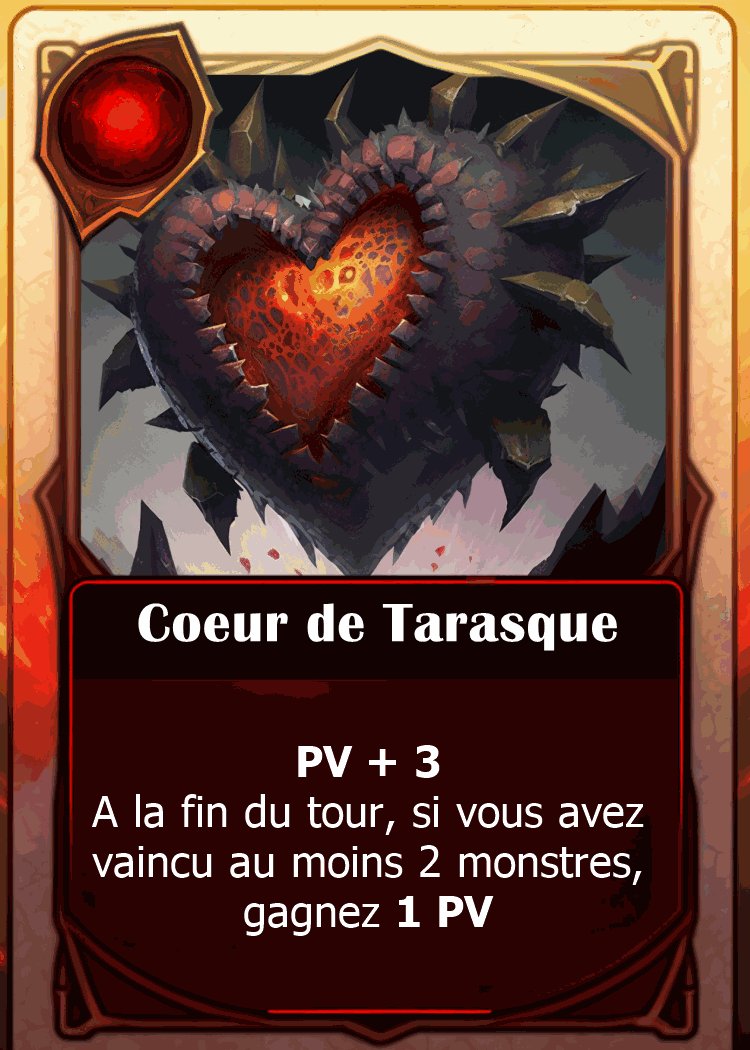 Coeur de Tarasque
PV + 3
A la fin du tour, si vous avez
vaincu au moins 2 monstres,
gagnez 1 PV